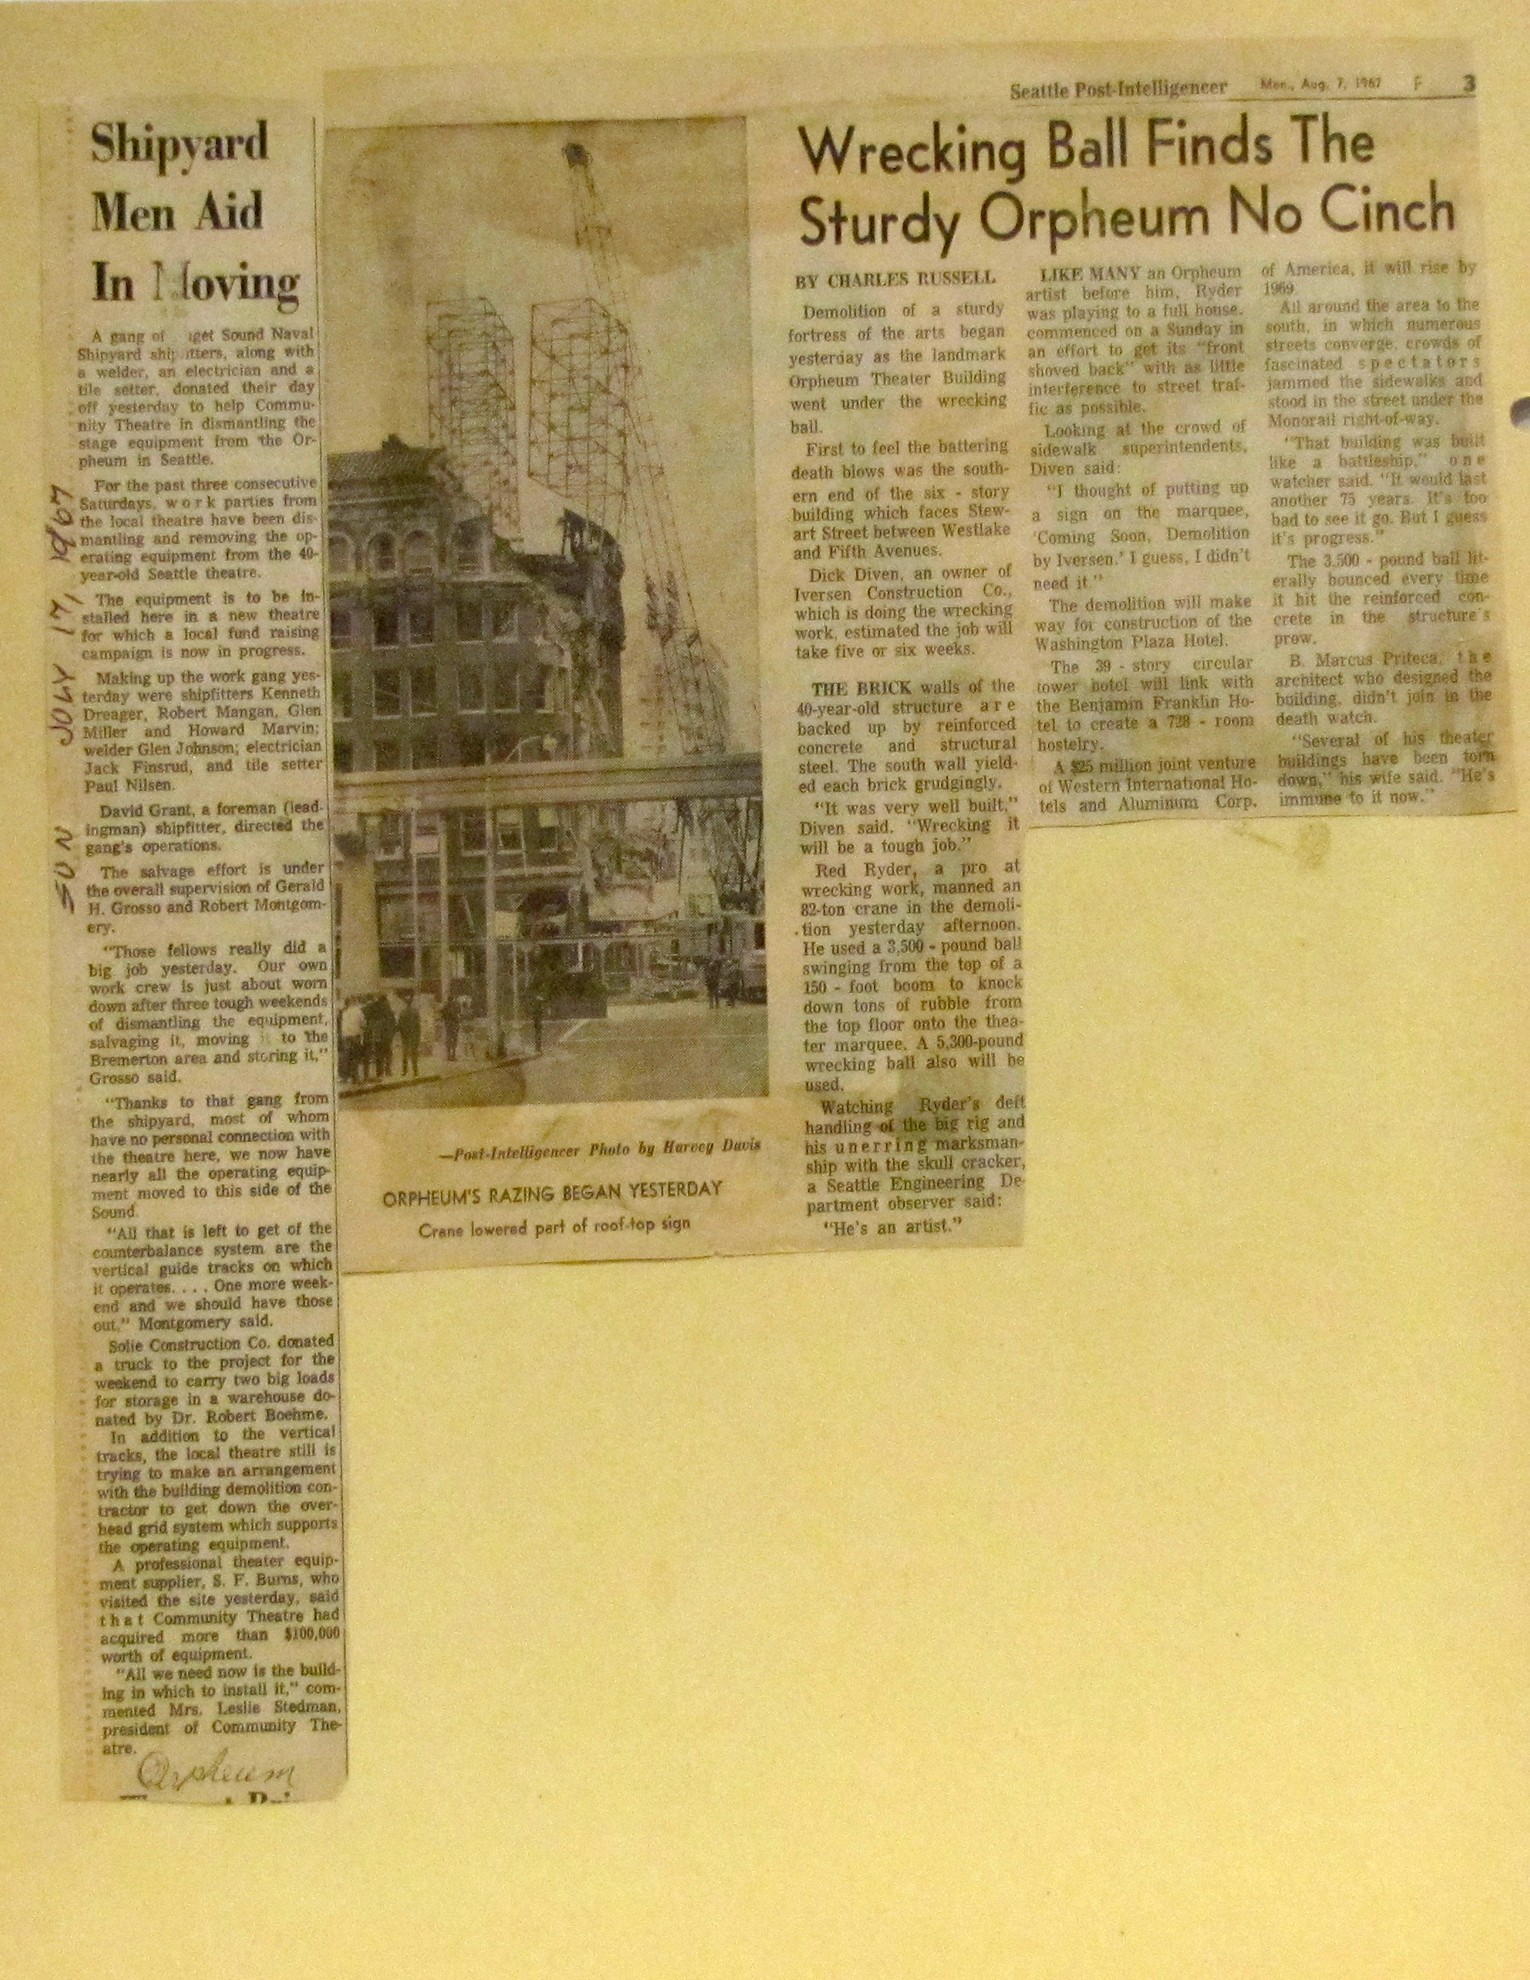 Shipyard
Men Aid
In Moving
A gang of  get Sound Naval
Shipyard ship tters, along with
a welder, an electrician and a
tile setter, donated their day
off yesterday to help Commu-
nity Theatre in dismantling the
stage equipment from the Or-
pheum in Seattle.
For the past three consecutive
Saturdays, work parties from
the local theatre have been dis-
mantling and removing the op-
erating equipment from the 40-
year-old Seattle theatre.
The equipment is to be in-
stalled here in a new theatre
for which a local fund raising
campaign is now in progress.
Making up the work gang yes-
terday were shipfitters Kenneth
Dreager, Robert Mangan, Glen
Miller and Howard Marvin;
welder Glen Johnson; electrician
Jack Finsrud, and tile setter
Paul Nilsen.
David Grant, a foreman (lead-
ingman) shipfitter, directed the
gang's operations.
The salvage effort is under
the overall supervision of Gerald
H. Grosso and Robert Montgom-
ery.
"Those fellows really did a
big job yesterday. Our own
work crew is just about worn
down after three tough weekends
of dismantling the equipment,
salvaging it, moving it to the
Bremerton area and storing it,"
Grosso said.
"Thanks to that gang from
the shipyard, most of whom
have no personal connection with
the theatre here, we now have
nearly all the operating equip-
ment moved to this side of the
Sound.
"All that is left to get of the
counterbalance system are the
vertical guide tracks on which
it operates. . . . One more week-
end and we should have those
out," Montgomery said.
Solie Construction Co. donated
a truck to the project for the
weekend to carry two big loads
for storage in a warehouse do-
nated by Dr. Robert Boehme.
In addition to the vertical
tracks, the local theatre still is
trying to make an arrangement
with the building demolition con-
tractor to get down the over-
head grid system which supports
the operating equipment.
A professional theater equip-
ment supplier, S. F. Burns, who
visited the site yesterday, said
that Community Theatre had
acquired more than $100,000
worth of equipment.
"All we need now is the build-
ing in which to install it," com-
mented Mrs. Leslie Stedman,
president of Community The-
atre.
Orpheum
SUN JULY 17, 1967
—Post-Intelligencer Photo by Harvey Davis
ORPHEUM'S RAZING BEGAN YESTERDAY
Crane lowered part of roof-top sign
Seattle Post-Intelligencer Mon., Aug. 7, 1967 F 3
Wrecking Ball Finds The
Sturdy Orpheum No Cinch
BY CHARLES RUSSELL
Demolition of a sturdy
fortress of the arts began
yesterday as the landmark
Orpheum Theater Building
went under the wrecking
ball.
First to feel the battering
death blows was the south-
ern end of the six - story
building which faces Stew-
art Street between Westlake
and Fifth Avenues.
Dick Diven, an owner of
Iversen Construction Co.,
which is doing the wrecking
work, estimated the job will
take five or six weeks.
THE BRICK walls of the
40-year-old structure are
backed up by reinforced
concrete and structural
steel. The south wall yield-
ed each brick grudgingly.
"It was very well built,"
Diven said. "Wrecking it
will be a tough job."
Red Ryder, a pro at
wrecking work, manned an
82-ton crane in the demoli-
tion yesterday afternoon.
He used a 3,500 - pound ball
swinging from the top of a
150 - foot boom to knock
down tons of rubble from
the top floor onto the thea-
ter marquee. A 5,300-pound
wrecking ball also will be
used.
Watching Ryder's deft
handling of the big rig and
his unerring marksman-
ship with the skull cracker,
a Seattle Engineering De-
partment observer said:
"He's an artist."
LIKE MANY an Orpheum
artist before him, Ryder
was playing to a full house.
commenced on a Sunday in
an effort to get its "front
shoved back" with as little
interference to street traf-
fic as possible.
Looking at the crowd of
sidewalk superintendents,
Diven said:
"I thought of putting up
a sign on the marquee,
'Coming Soon, Demolition
by Iversen.' I guess, I didn't
need it."
The demolition will make
way for construction of the
Washington Plaza Hotel.
The 39 - story circular
tower hotel will link with
the Benjamin Franklin Ho-
tel to create a 728 - room
hostelry.
A $25 million joint venture
of Western International Ho-
tels and Aluminum Corp.
of America, it will rise by
1969.
All around the area to the
south, in which numerous
streets converge, crowds of
fascinated spectators
jammed the sidewalks and
stood in the street under the
Monorail right-of-way.
"That building was built
like a battleship," one
watcher said. "It would last
another 75 years. It's too
bad to see it go. But I guess
it's progress."
The 3,500 - pound ball lit-
erally bounced every time
it hit the reinforced con-
crete in the structure's
prow.
B. Marcus Priteca, the
architect who designed the
building, didn't join in the
death watch.
"Several of his theater
buildings have been torn
down," his wife said. "He's
immune to it now."